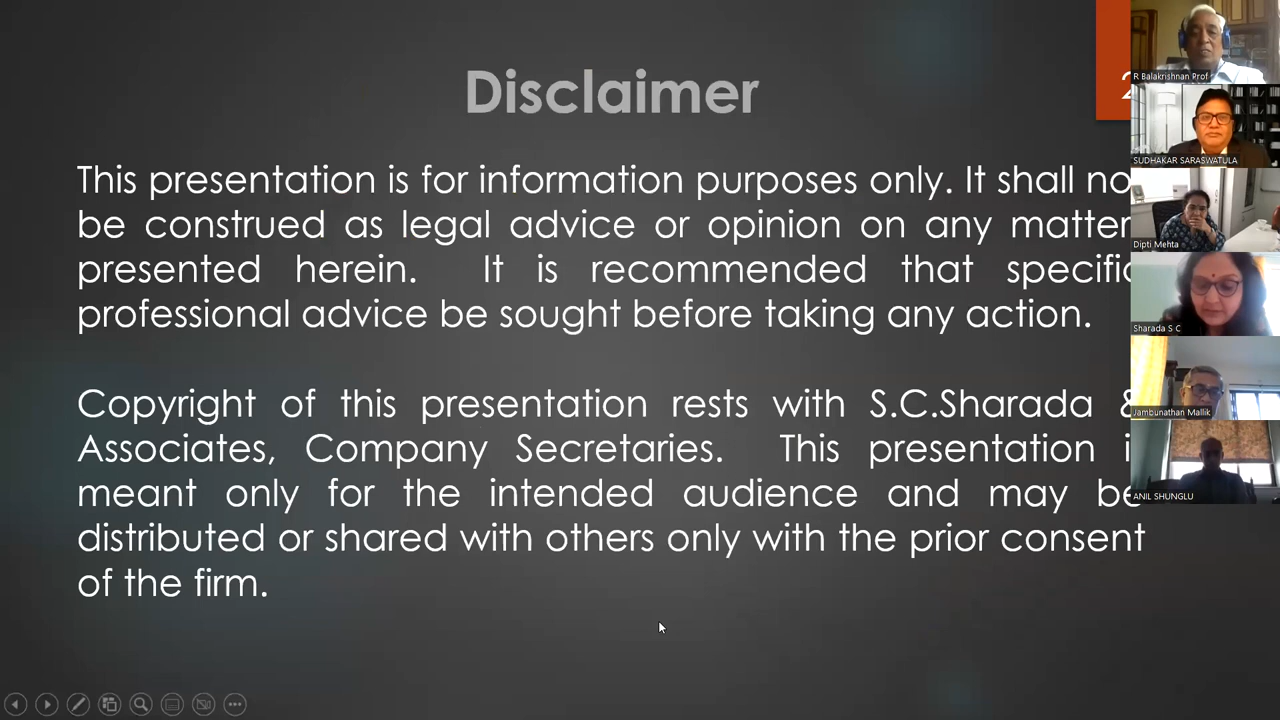 Disclaimer
2
This presentation is for information purposes only. It shall no
be construed as legal advice or opinion on any matter
presented herein. It is recommended that specific
professional advice be sought before taking any action.
Copyright of this presentation rests with S.C.Sharada &
Associates, Company Secretaries. This presentation i
meant only for the intended audience and may be
distributed or shared with others only with the prior consent
of the firm.
R Balakrishnan Prof
SUDHAKAR SARASWATULA
Dipti Mehta
Sharada S C
Jambunathan Mallik
ANIL SHUNGLU